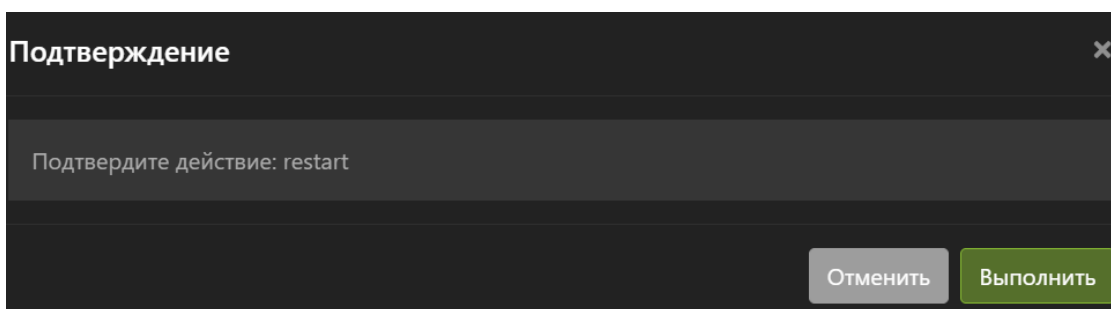 Подтверждение
Подтвердите действие: restart
Отменить Выполнить